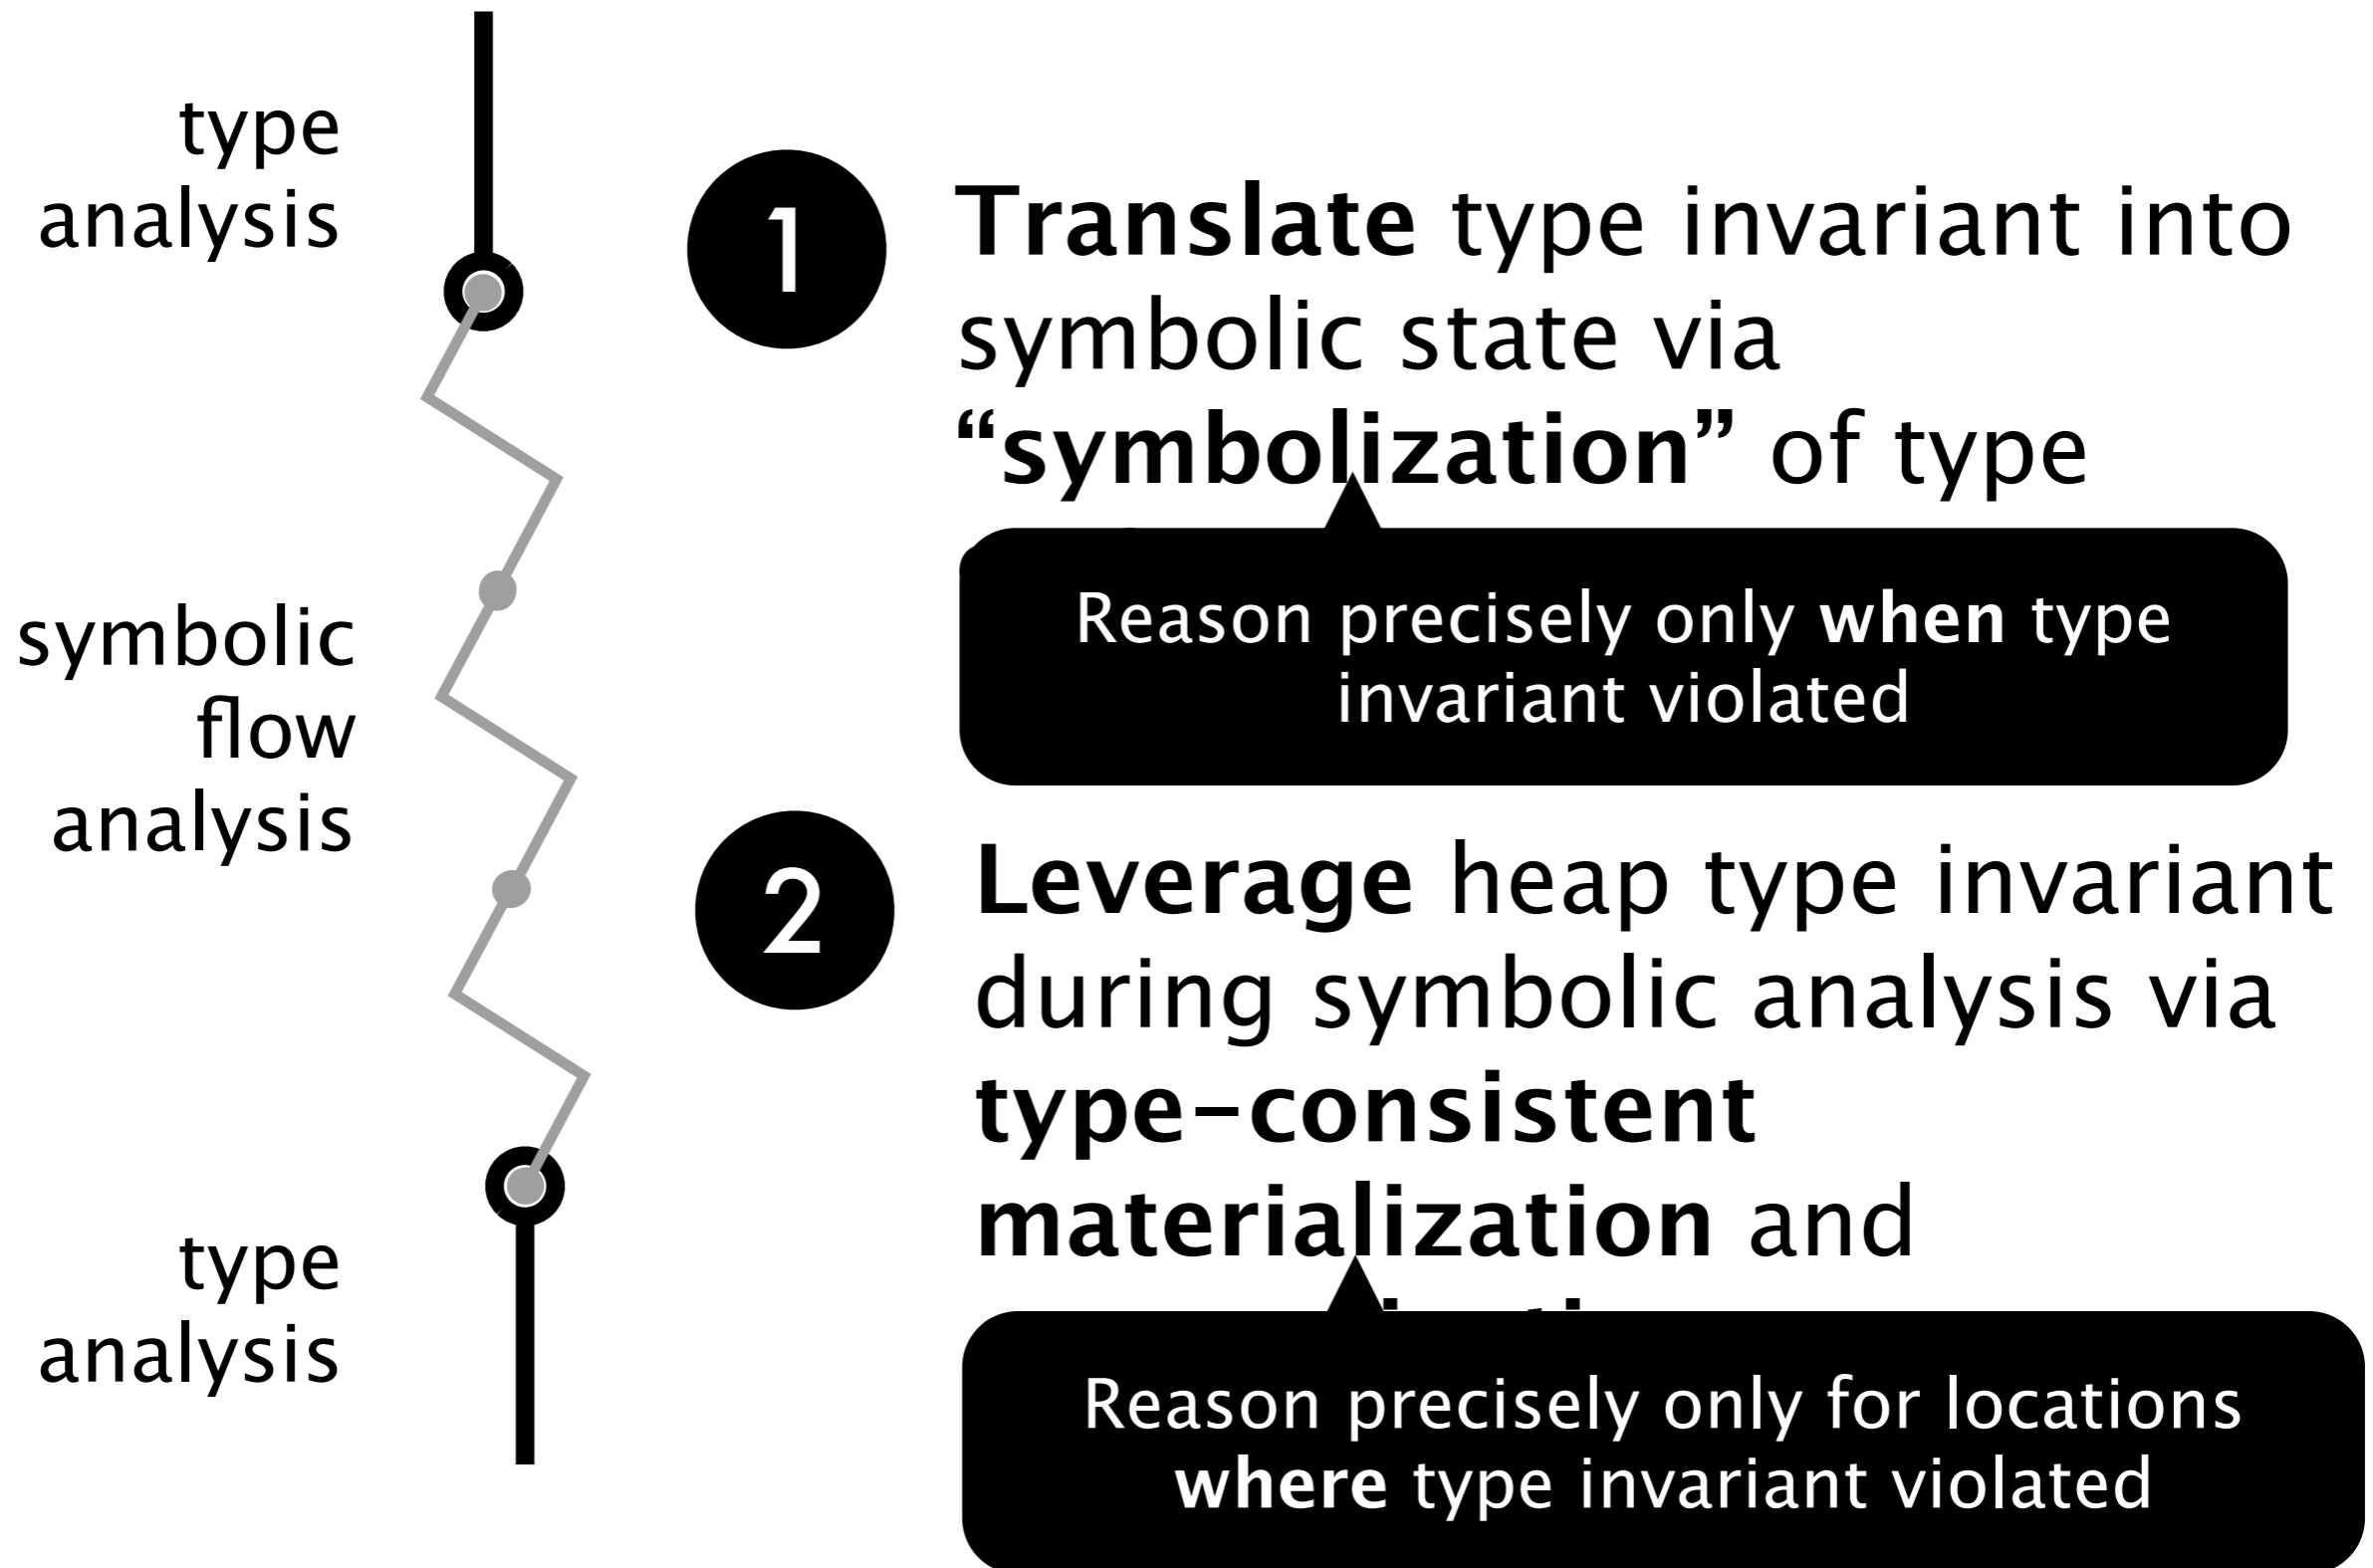 type
analysis
symbolic
flow
analysis
type
analysis
1
Translate type invariant into
symbolic state via
“symbolization” of type
Reason precisely only when type
invariant violated
2
Leverage heap type invariant
during symbolic analysis via
type-consistent
materialization and
Reason precisely only for locations
where type invariant violated